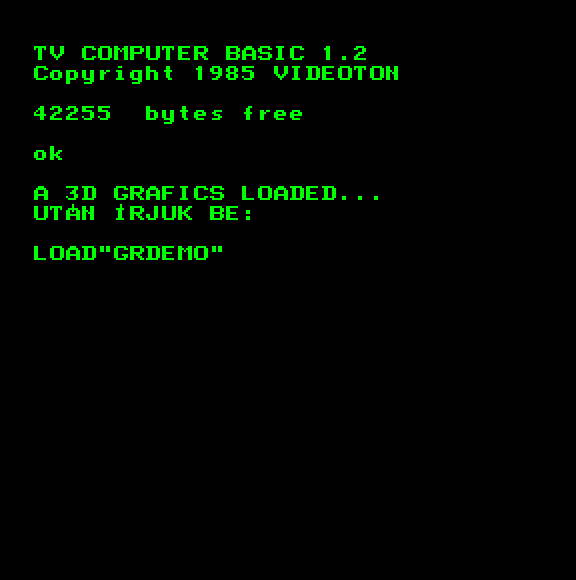 TV COMPUTER BASIC 1.2
Copyright 1985 VIDEOTON
42255  bytes free
ok
A 3D GRAFICS LOADED...
UTÁN ÍRJUK BE:
LOAD"GRDEMO"